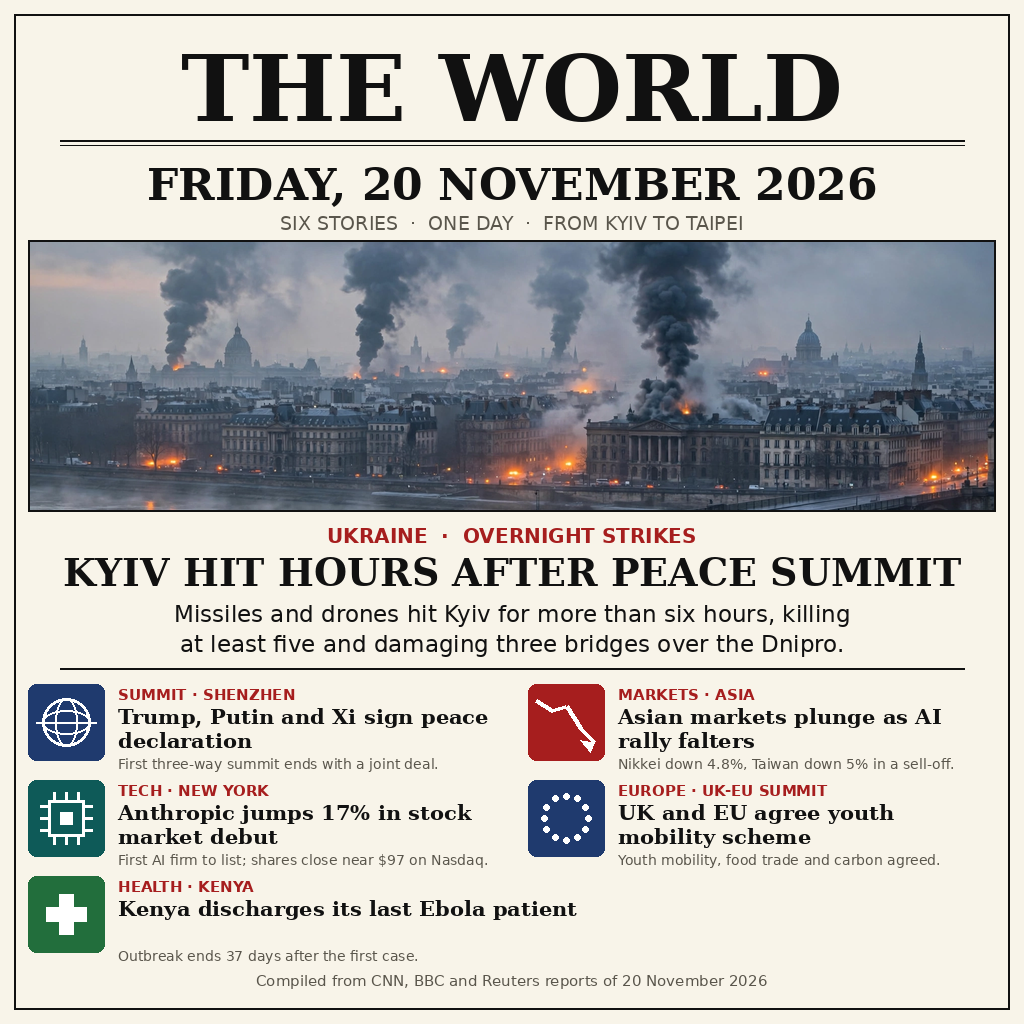 THE WORLD
FRIDAY, 20 NOVEMBER 2026
SIX STORIES · ONE DAY · FROM KYIV TO TAIPEI
UKRAINE · OVERNIGHT STRIKES
KYIV HIT HOURS AFTER PEACE SUMMIT
Missiles and drones hit Kyiv for more than six hours, killing
at least five and damaging three bridges over the Dnipro.
SUMMIT · SHENZHEN
Trump, Putin and Xi sign peace
declaration
First three-way summit ends with a joint deal.
MARKETS · ASIA
Asian markets plunge as AI
rally falters
Nikkei down 4.8%, Taiwan down 5% in a sell-off.
TECH · NEW YORK
Anthropic jumps 17% in stock
market debut
First AI firm to list; shares close near $97 on Nasdaq.
EUROPE · UK-EU SUMMIT
UK and EU agree youth
mobility scheme
Youth mobility, food trade and carbon agreed.
HEALTH · KENYA
Kenya discharges its last Ebola patient
Outbreak ends 37 days after the first case.
Compiled from CNN, BBC and Reuters reports of 20 November 2026